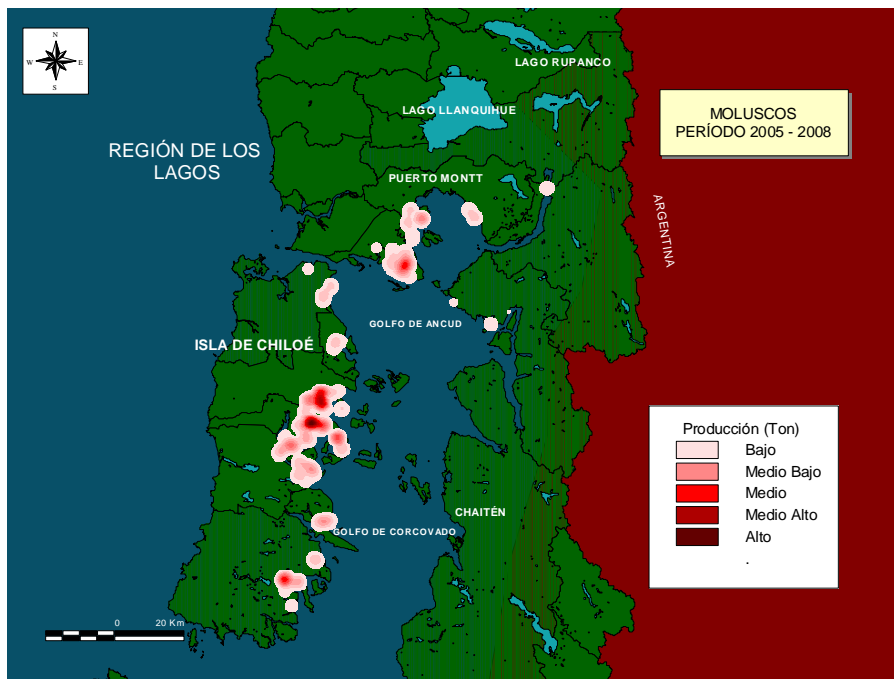 N
W E
S
LAGO RUPANCO
LAGO LLANQUIHUE
MOLUSCOS
PERÍODO 2005 - 2008
REGIÓN DE LOS
LAGOS
PUERTO MONTT
ARGENTINA
GOLFO DE ANCUD
ISLA DE CHILOÉ
Producción (Ton)
Bajo
Medio Bajo
Medio
Medio Alto
Alto
.
CHAITÉN
GOLFO DE CORCOVADO
0 20 Km